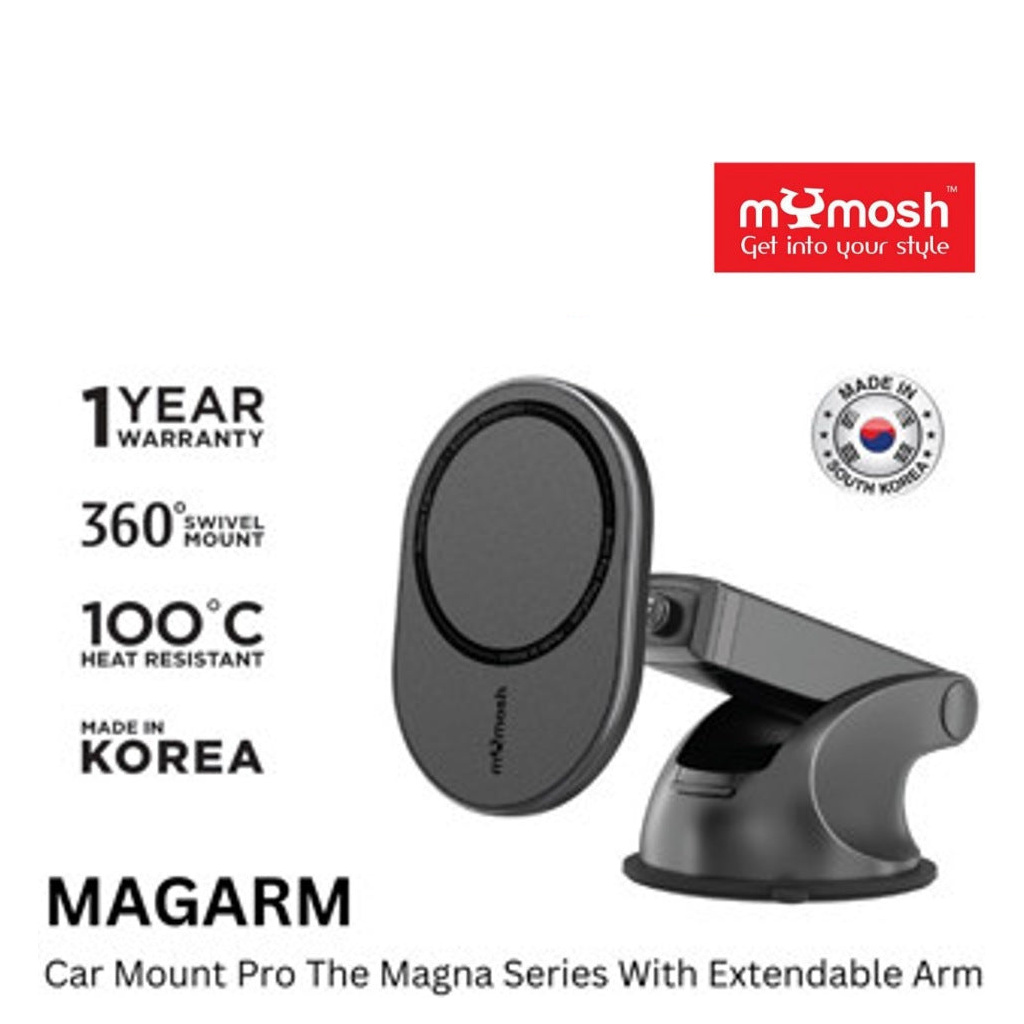 mymosh™
Get into your style
1 YEAR
WARRANTY
360° SWIVEL
MOUNT
100°C
HEAT RESISTANT
MADE IN
KOREA
MADE IN
SOUTH KOREA
mymosh
MAGARM
Car Mount Pro The Magna Series With Extendable Arm